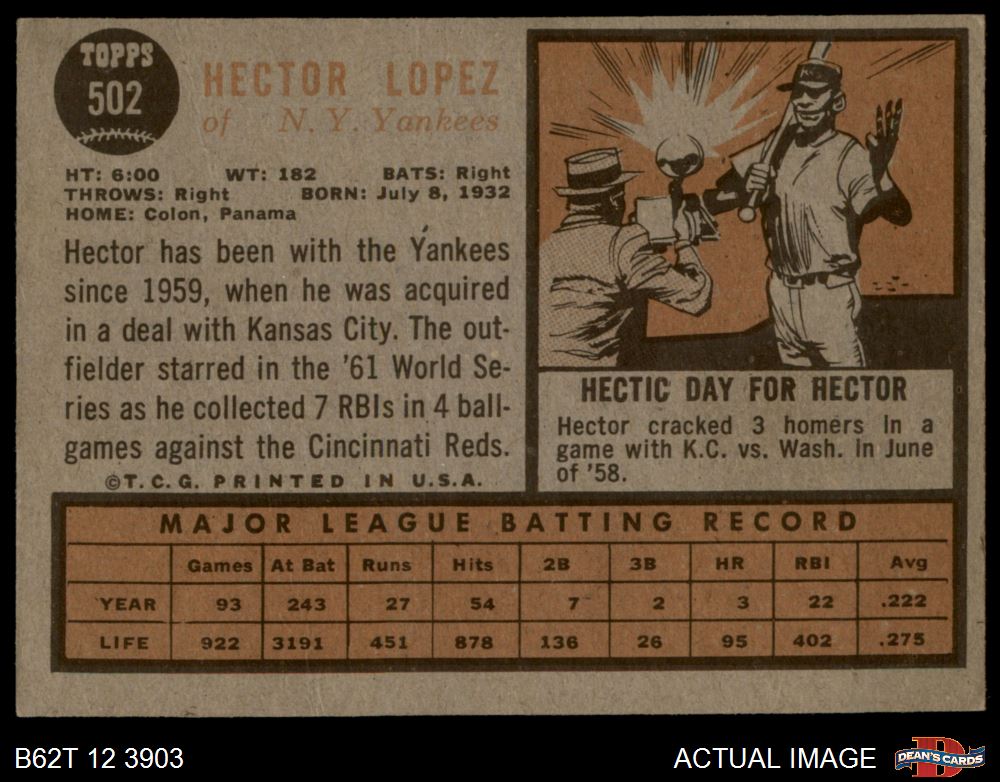 TOPPS
502
HECTOR LOPEZ
of N. Y. Yankees
HT: 6:00 WT: 182 BATS: Right
THROWS: Right BORN: July 8, 1932
HOME: Colon, Panama
Hector has been with the Yankees
since 1959, when he was acquired
in a deal with Kansas City. The out-
fielder starred in the '61 World Se-
ries as he collected 7 RBIs in 4 ball-
games against the Cincinnati Reds.
©T.C.G. PRINTED IN U.S.A.
HECTIC DAY FOR HECTOR
Hector cracked 3 homers in a
game with K.C. vs. Wash. in June
of '58.
MAJOR LEAGUE BATTING RECORD
Games At Bat Runs Hits 2B 3B HR RBI Avg
YEAR 93 243 27 54 7 2 3 22 .222
LIFE 922 3191 451 878 136 26 95 402 .275
B62T 12 3903
ACTUAL IMAGE
DEAN'S CARDS